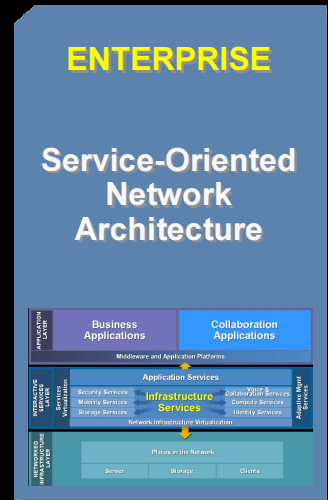 ENTERPRISE
Service-Oriented
Network
Architecture
APPLICATION
LAYER
Business
Applications
Collaboration
Applications
Middleware and Application Platforms
INTERACTIVE
SERVICES
LAYER
Services
Virtualization
Application Services
Security Services
Mobility Services
Storage Services
Infrastructure
Services
Voice &
Collaboration Services
Compute Services
Identity Services
Network Infrastructure Virtualization
Adaptive Mgmt
Services
NETWORKED
INFRASTRUCTURE
LAYER
Places in the Network
Server
Storage
Clients